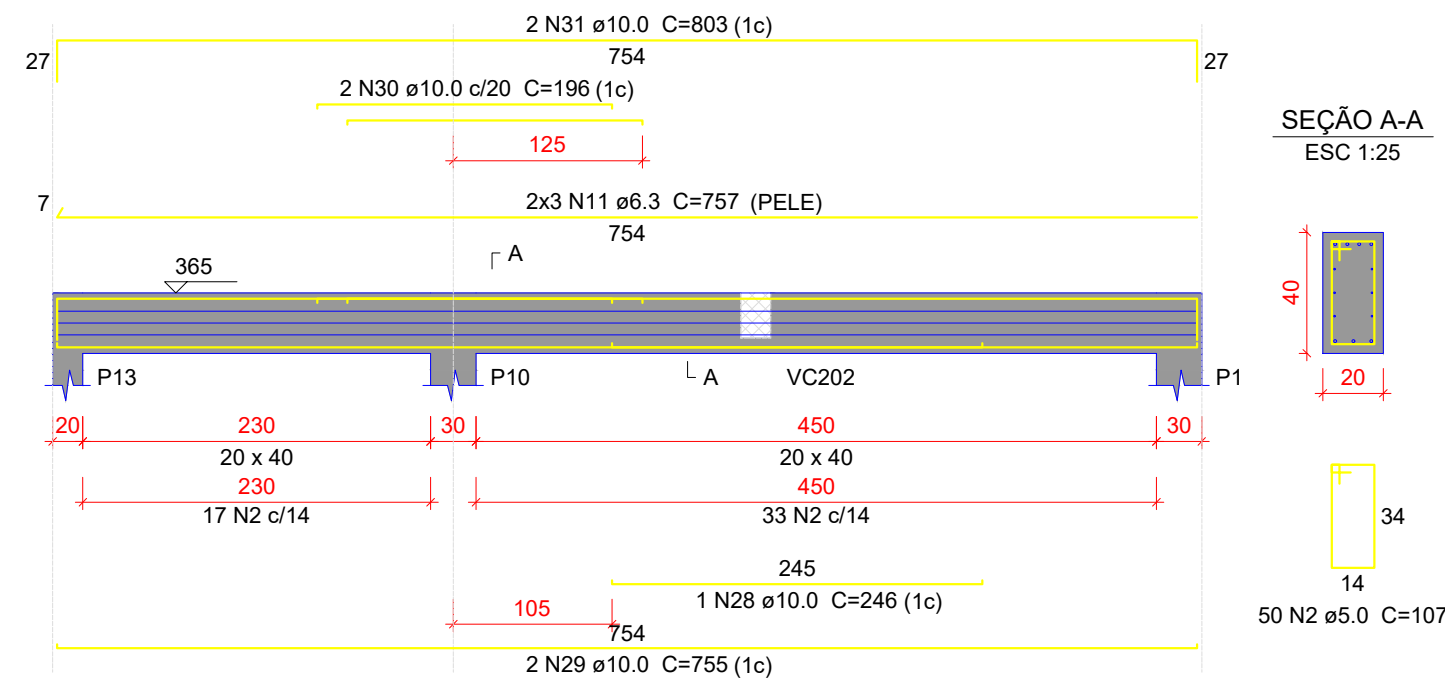 2 N31 ø10.0  C=803 (1c)
27
754
27
2 N30 ø10.0 c/20  C=196 (1c)
125
SEÇÃO A-A
ESC 1:25
7
2x3 N11 ø6.3  C=757  (PELE)
754
A
365
40
P13
P10
A
VC202
P1
20
20
230
30
450
30
20 x 40
20 x 40
230
450
17 N2 c/14
33 N2 c/14
34
14
50 N2 ø5.0  C=107
245
1 N28 ø10.0  C=246 (1c)
105
754
2 N29 ø10.0  C=755 (1c)